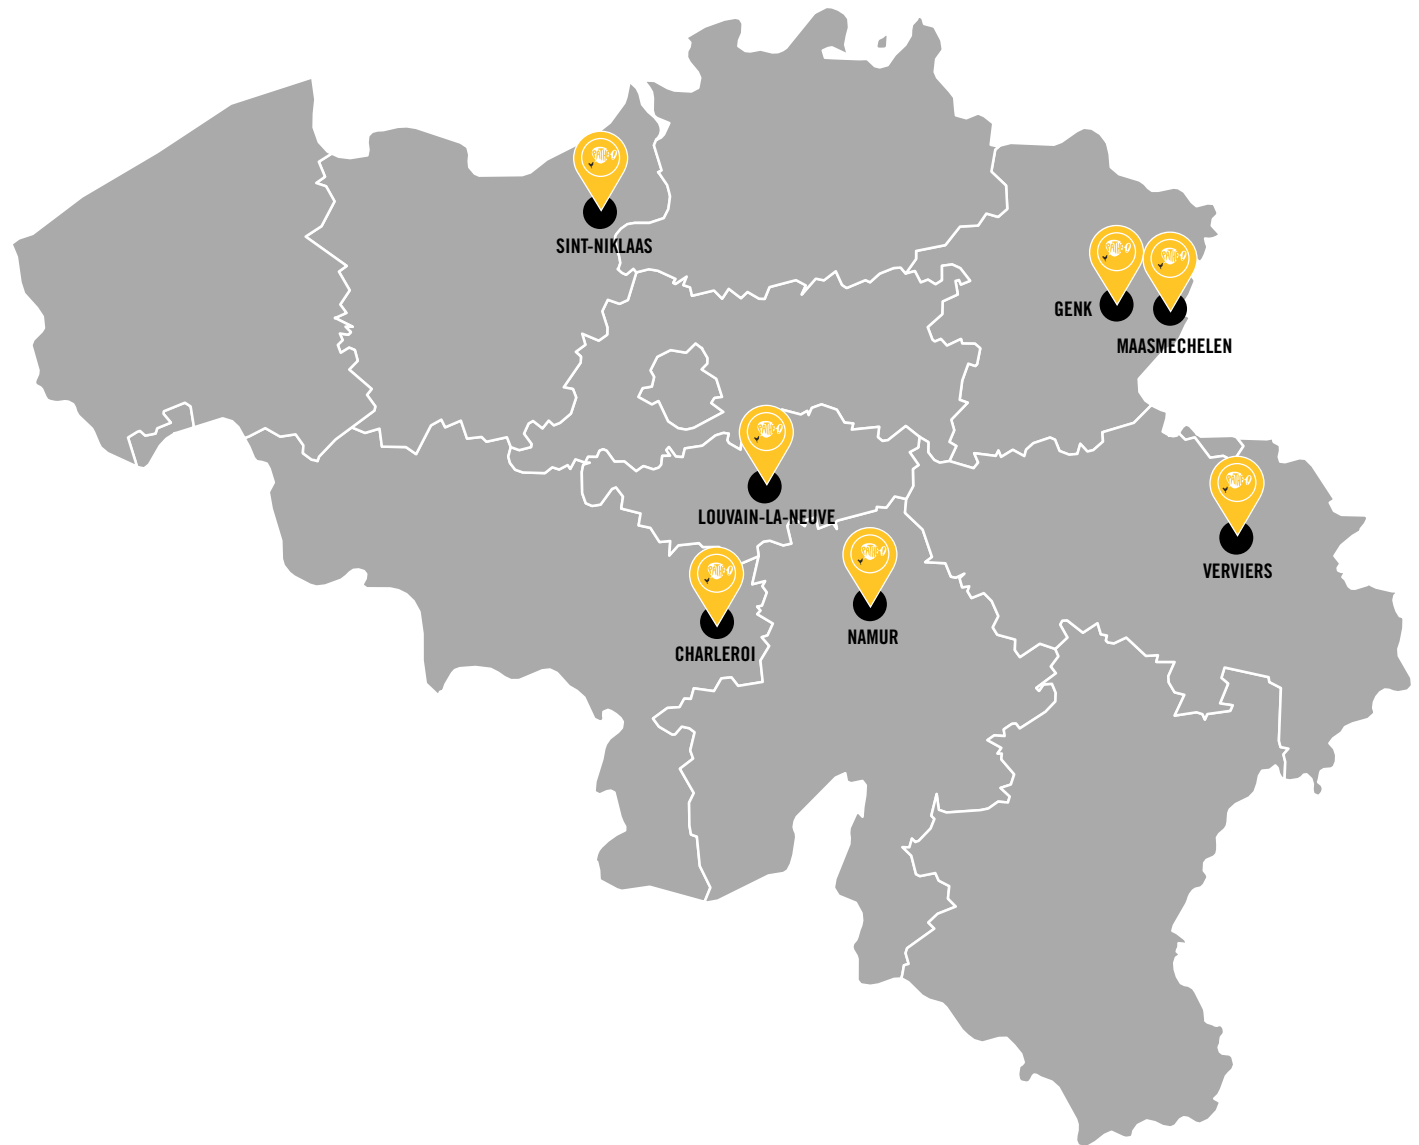 SINT-NIKLAAS
GENK
MAASMECHELEN
LOUVAIN-LA-NEUVE
VERVIERS
NAMUR
CHARLEROI